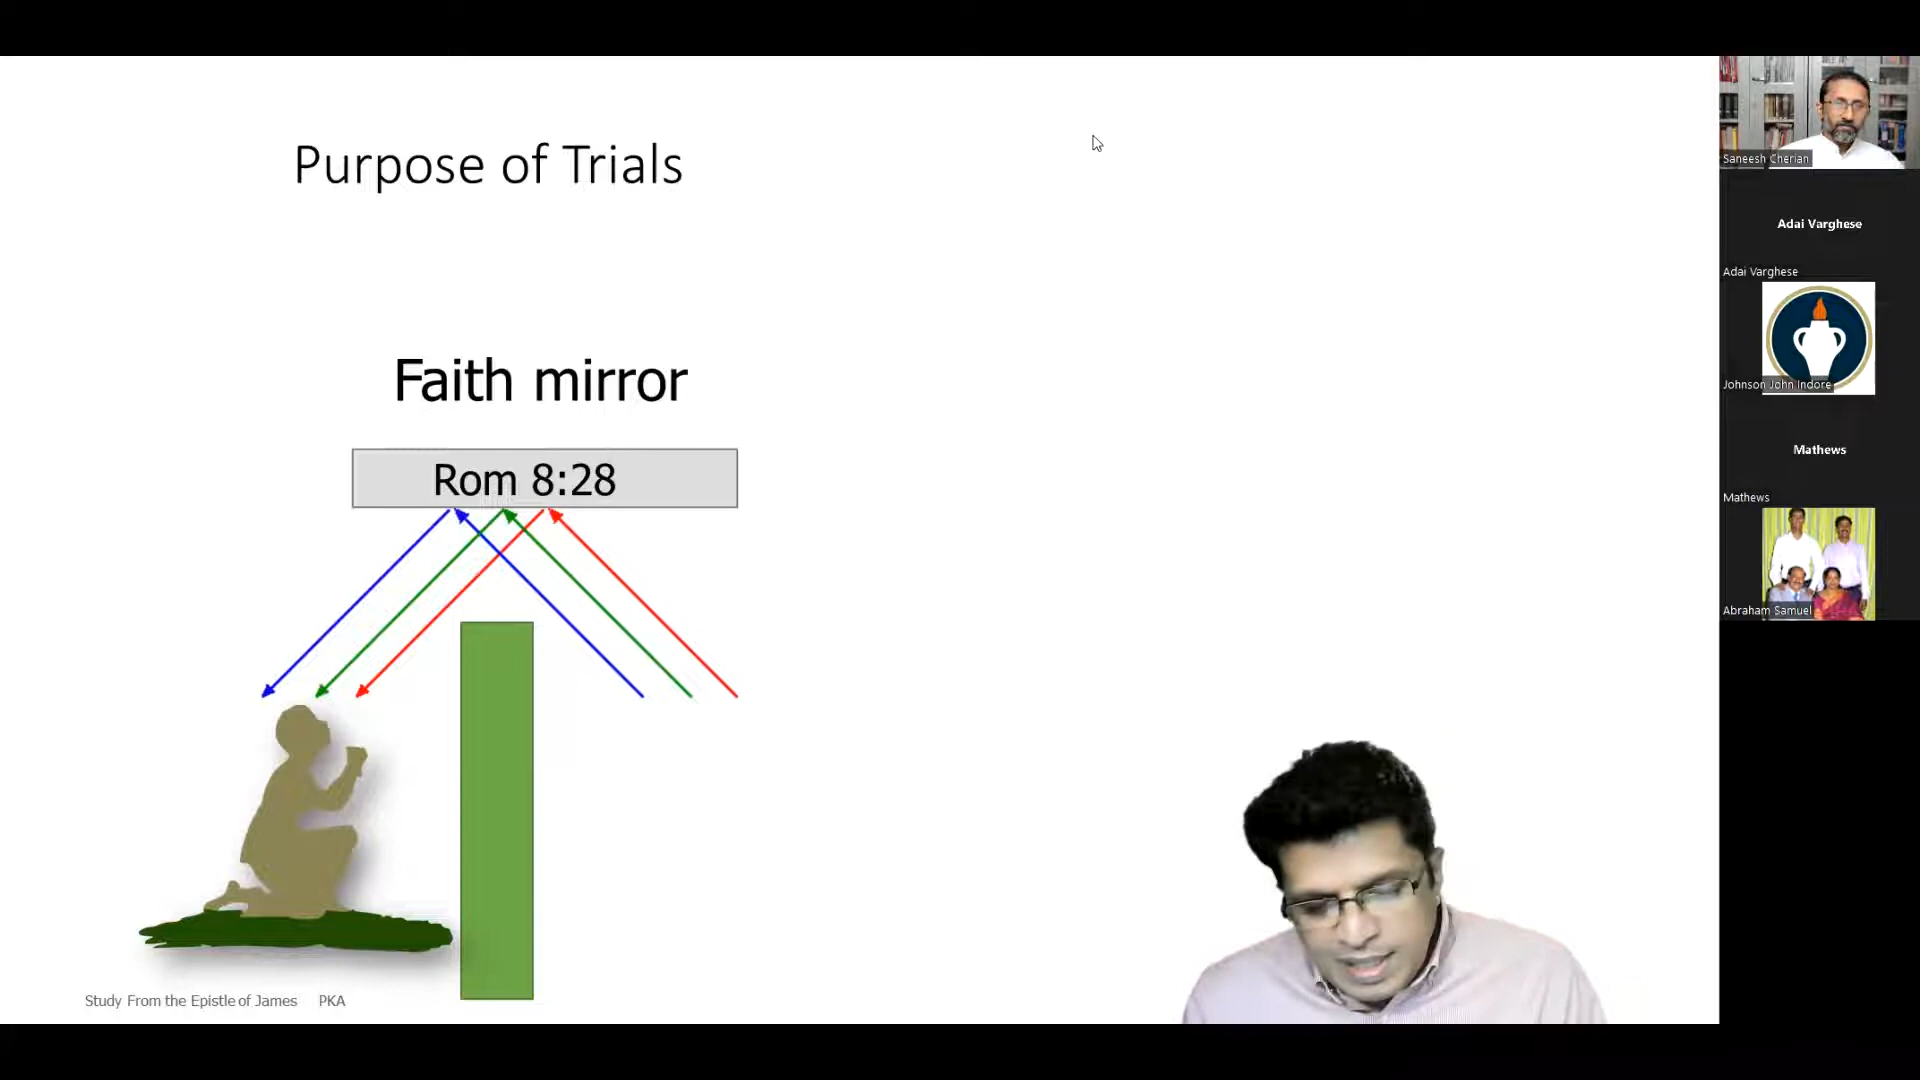 Purpose of Trials
Faith mirror
Rom 8:28
Study From the Epistle of James PKA
Saneesh Cherian
Adai Varghese
Adai Varghese
Johnson John Indore
Mathews
Mathews
Abraham Samuel